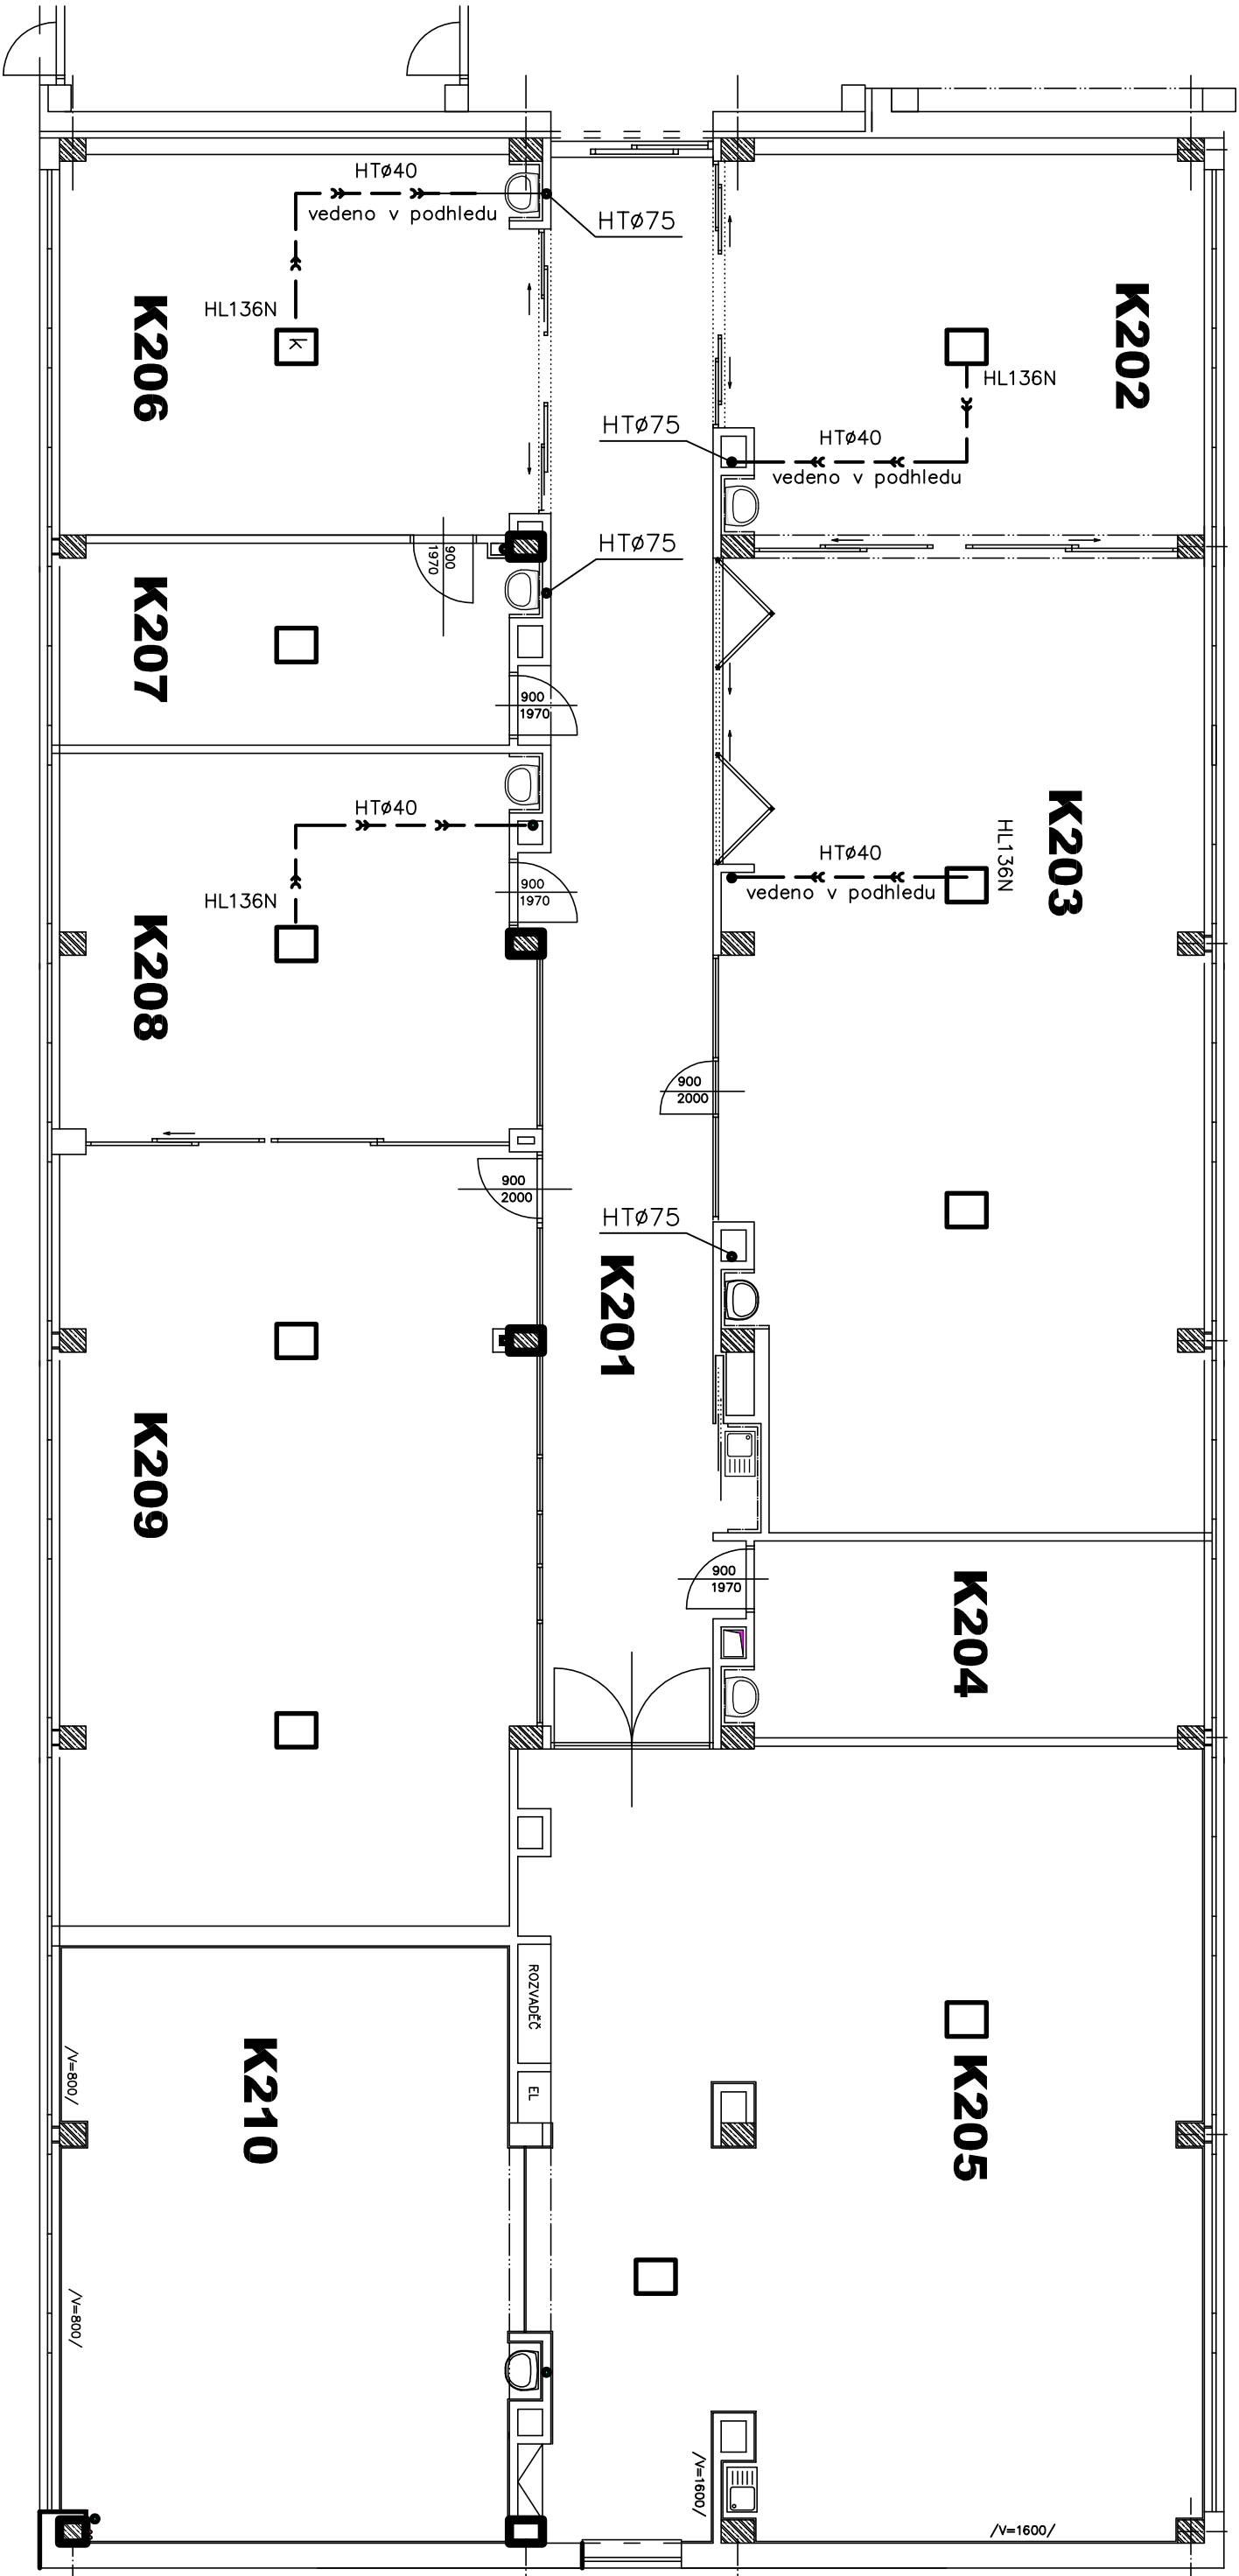 HTø40
vedeno v podhledu
HTø75
K206
HL136N
k
K202
HL136N
HTø75
HTø40
vedeno v podhledu
HTø75
900
1970
K207
900
1970
HTø40
HL136N
K208
900
1970
K203
HL136N
HTø40
vedeno v podhledu
900
2000
900
2000
HTø75
K201
K209
900
1970
K204
ROZVADĚČ
EL
K210
K205
/V=800/
/V=800/
/V=1600/
/V=1600/